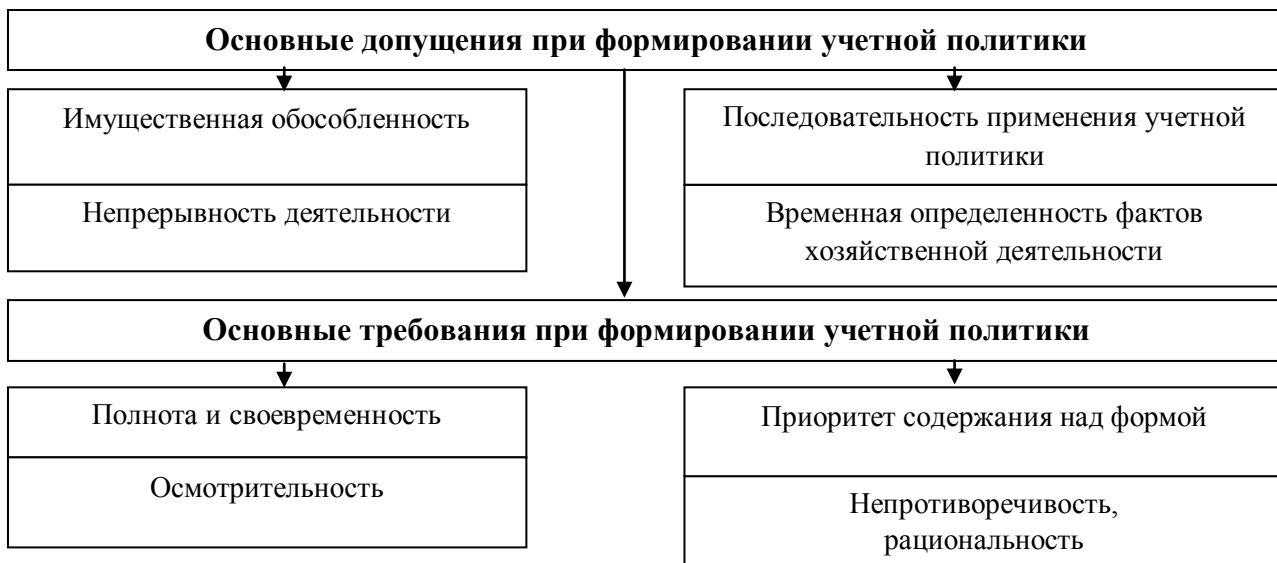 Основные допущения при формировании учетной политики
Имущественная обособленность
Непрерывность деятельности
Последовательность применения учетной
политики
Временная определенность фактов
хозяйственной деятельности
Основные требования при формировании учетной политики
Полнота и своевременность
Осмотрительность
Приоритет содержания над формой
Непротиворечивость,
рациональность